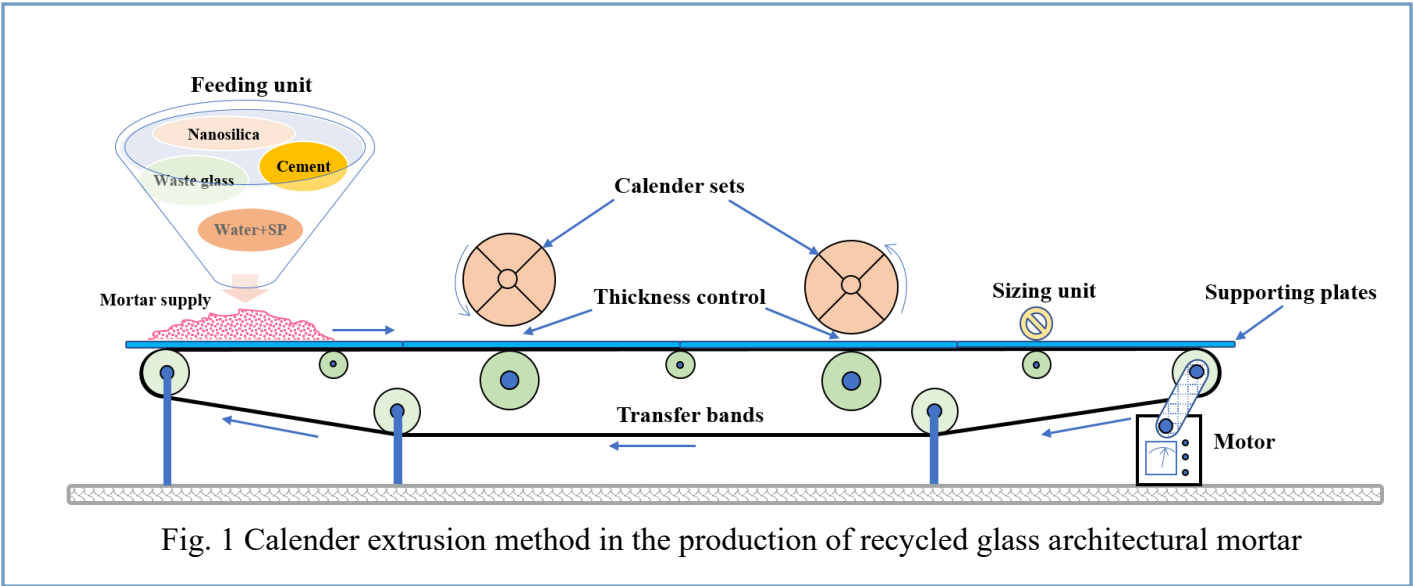 Feeding unit
Nanosilica
Cement
Waste glass
Water+SP
Mortar supply
Calender sets
Thickness control
Sizing unit
Supporting plates
Transfer bands
Motor
Fig. 1 Calender extrusion method in the production of recycled glass architectural mortar